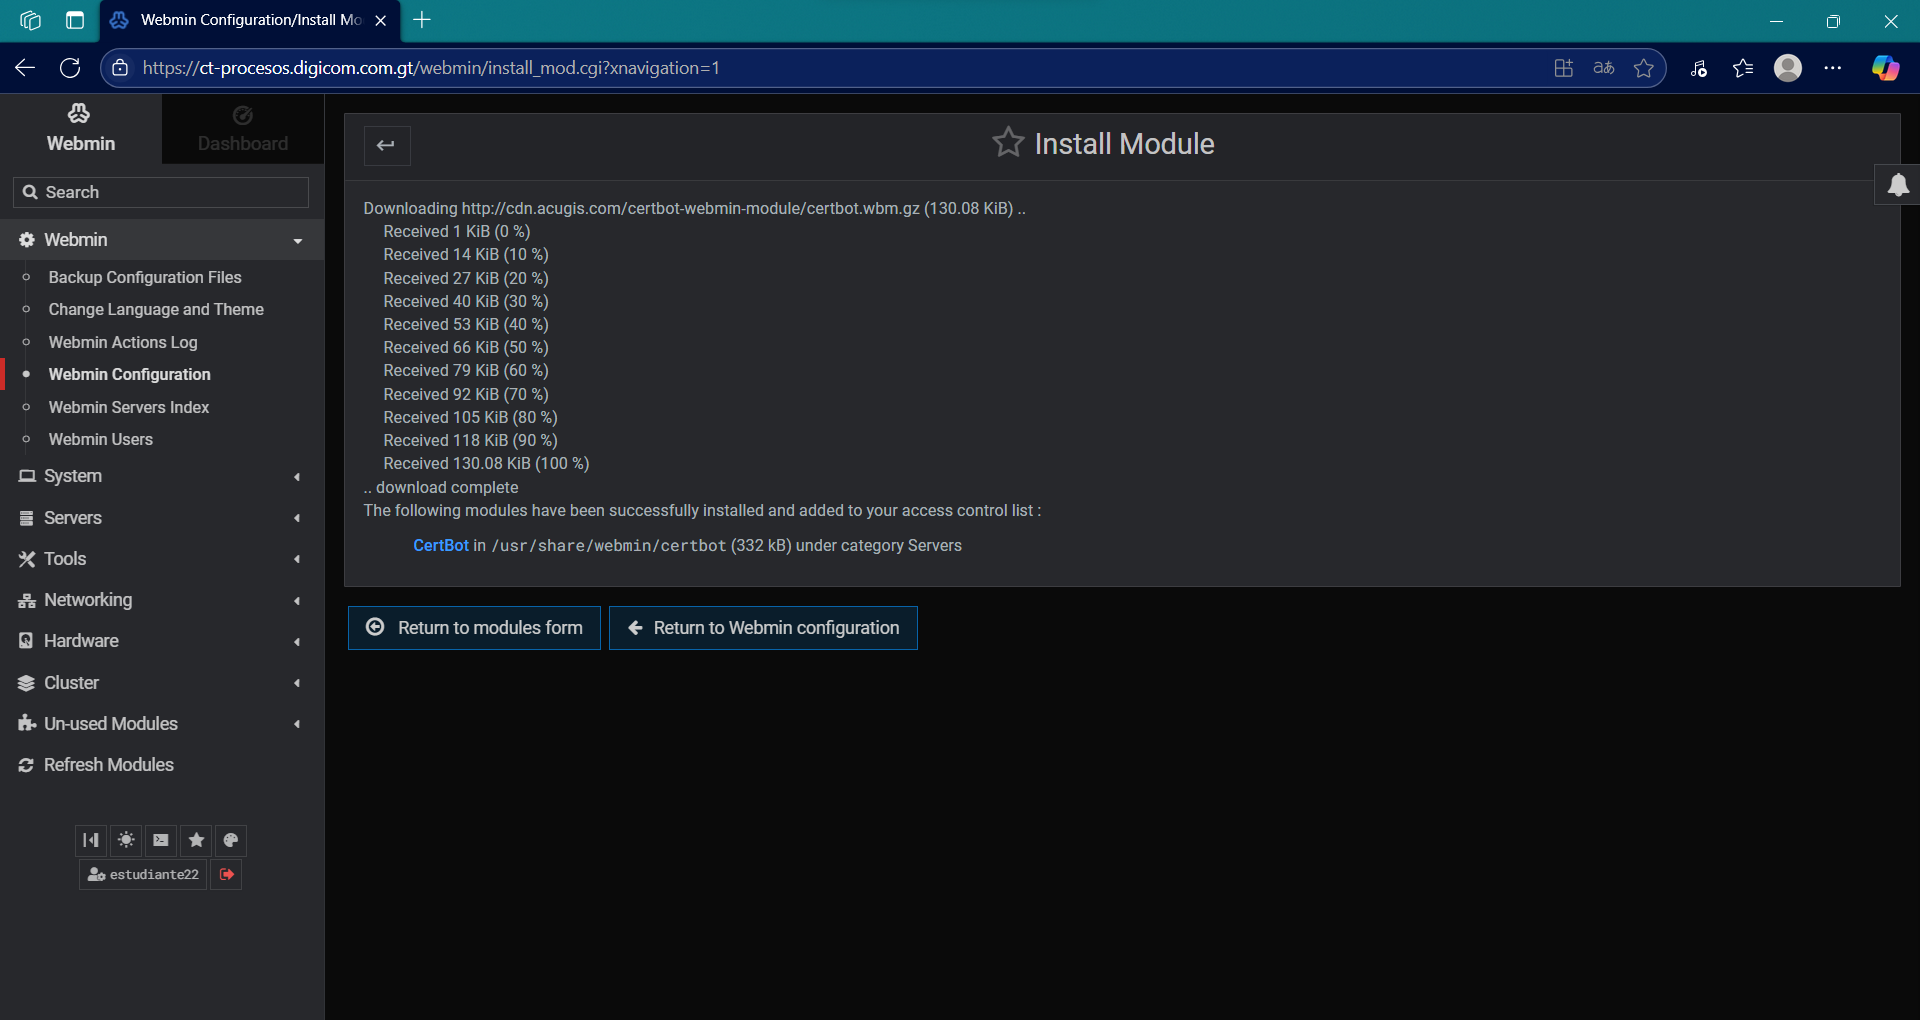 Webmin Configuration/Install Mo
https://ct-procesos.digicom.com.gt/webmin/install_mod.cgi?xnavigation=1
Webmin
Dashboard
Search
Webmin
Backup Configuration Files
Change Language and Theme
Webmin Actions Log
Webmin Configuration
Webmin Servers Index
Webmin Users
System
Servers
Tools
Networking
Hardware
Cluster
Un-used Modules
Refresh Modules
estudiante22
Install Module
Downloading http://cdn.acugis.com/certbot-webmin-module/certbot.wbm.gz (130.08 KiB) ..
Received 1 KiB (0 %)
Received 14 KiB (10 %)
Received 27 KiB (20 %)
Received 40 KiB (30 %)
Received 53 KiB (40 %)
Received 66 KiB (50 %)
Received 79 KiB (60 %)
Received 92 KiB (70 %)
Received 105 KiB (80 %)
Received 118 KiB (90 %)
Received 130.08 KiB (100 %)
.. download complete
The following modules have been successfully installed and added to your access control list :
CertBot in /usr/share/webmin/certbot (332 kB) under category Servers
Return to modules form
Return to Webmin configuration